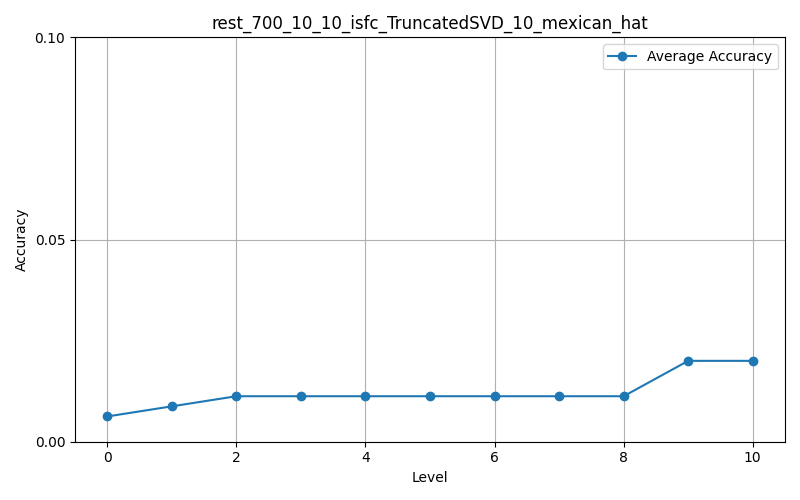 rest_700_10_10_isfc_TruncatedSVD_10_mexican_hat
Average Accuracy
0.10
0.05
0.00
Accuracy
0 2 4 6 8 10
Level